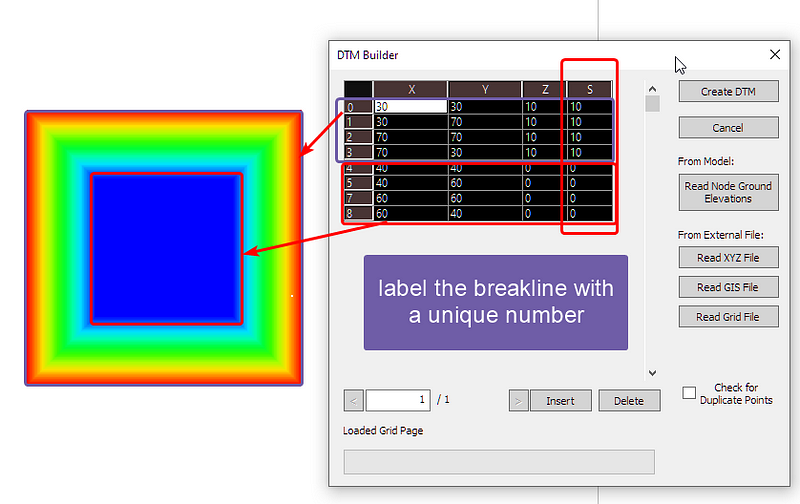 DTM Builder
X Y Z S
0 30 30 10 10
1 30 70 10 10
2 70 70 10 10
3 70 30 10 10
4 40 40 0 0
5 40 60 0 0
7 60 60 0 0
8 60 40 0 0
label the breakline with
a unique number
< 1 / 1 > Insert Delete
Loaded Grid Page
Create DTM
Cancel
From Model:
Read Node Ground
Elevations
From External File:
Read XYZ File
Read GIS File
Read Grid File
Check for
Duplicate Points